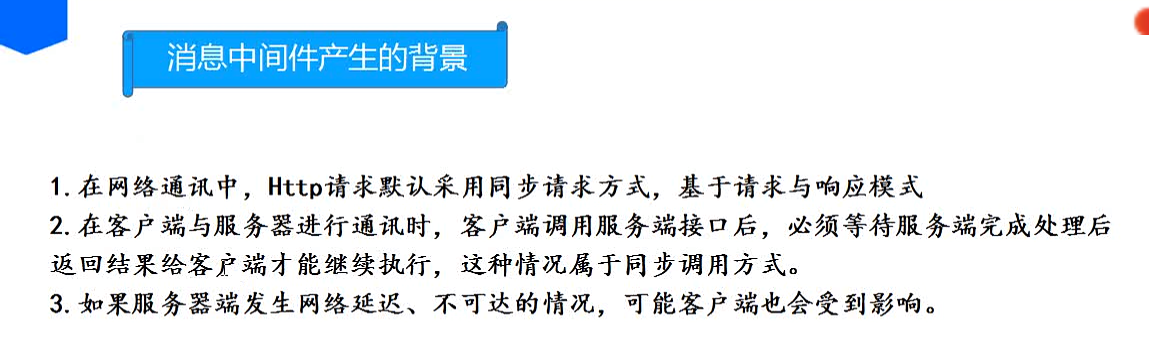 消息中间件产生的背景
1.在网络通讯中，Http请求默认采用同步请求方式，基于请求与响应模式
2.在客户端与服务器进行通讯时，客户端调用服务端接口后，必须等待服务端完成处理后
返回结果给客户端才能继续执行，这种情况属于同步调用方式。
3.如果服务器端发生网络延迟、不可达的情况，可能客户端也会受到影响。